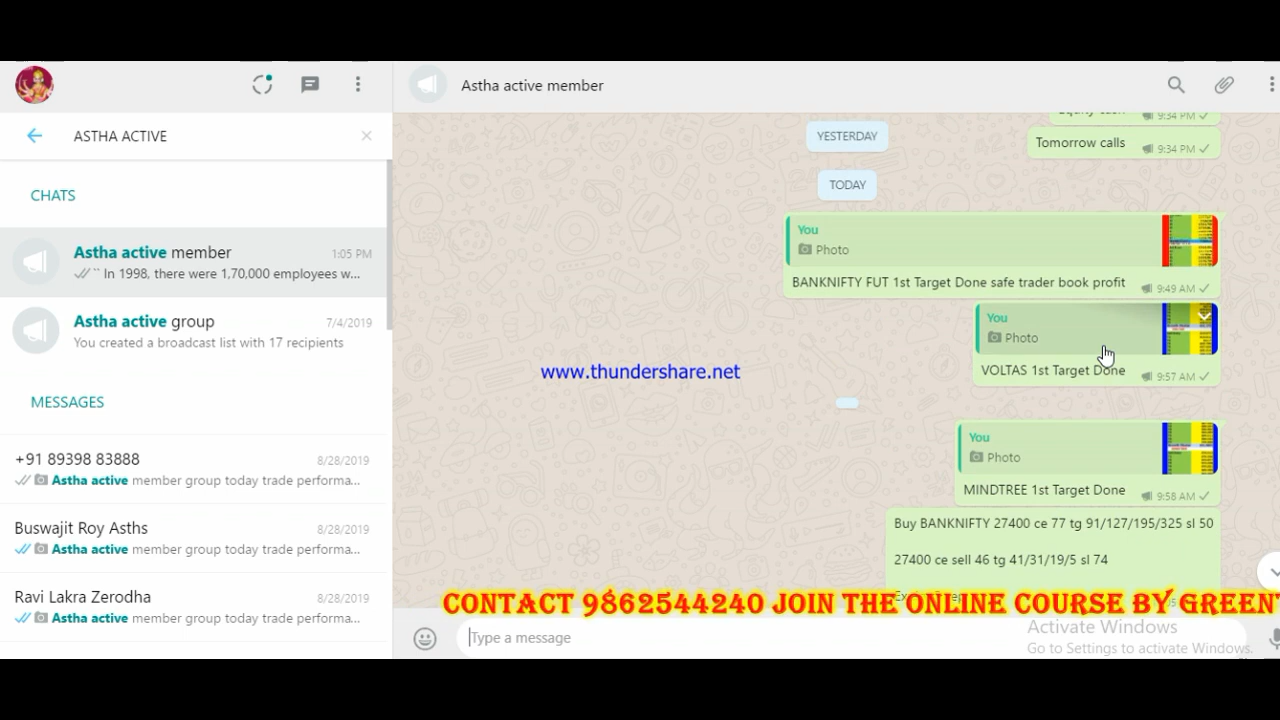 ASTHA ACTIVE
CHATS
Astha active member 1:05 PM
`` In 1998, there were 1,70,000 employees w...
Astha active group 7/4/2019
You created a broadcast list with 17 recipients
MESSAGES
+91 89398 83888 8/28/2019
Astha active member group today trade performa...
Buswajit Roy Asths 8/28/2019
Astha active member group today trade performa...
Ravi Lakra Zerodha 8/28/2019
Astha active member group today trade performa...
Astha active member
9:34 PM
YESTERDAY
Tomorrow calls 9:34 PM
TODAY
You
Photo
BANKNIFTY FUT 1st Target Done safe trader book profit 9:49 AM
You
Photo
VOLTAS 1st Target Done 9:57 AM
www.thundershare.net
You
Photo
MINDTREE 1st Target Done 9:58 AM
Buy BANKNIFTY 27400 ce 77 tg 91/127/195/325 sl 50
27400 ce sell 46 tg 41/31/19/5 sl 74
CONTACT 9862544240 JOIN THE ONLINE COURSE BY GREEN
Type a message
Activate Windows
Go to Settings to activate Windows.